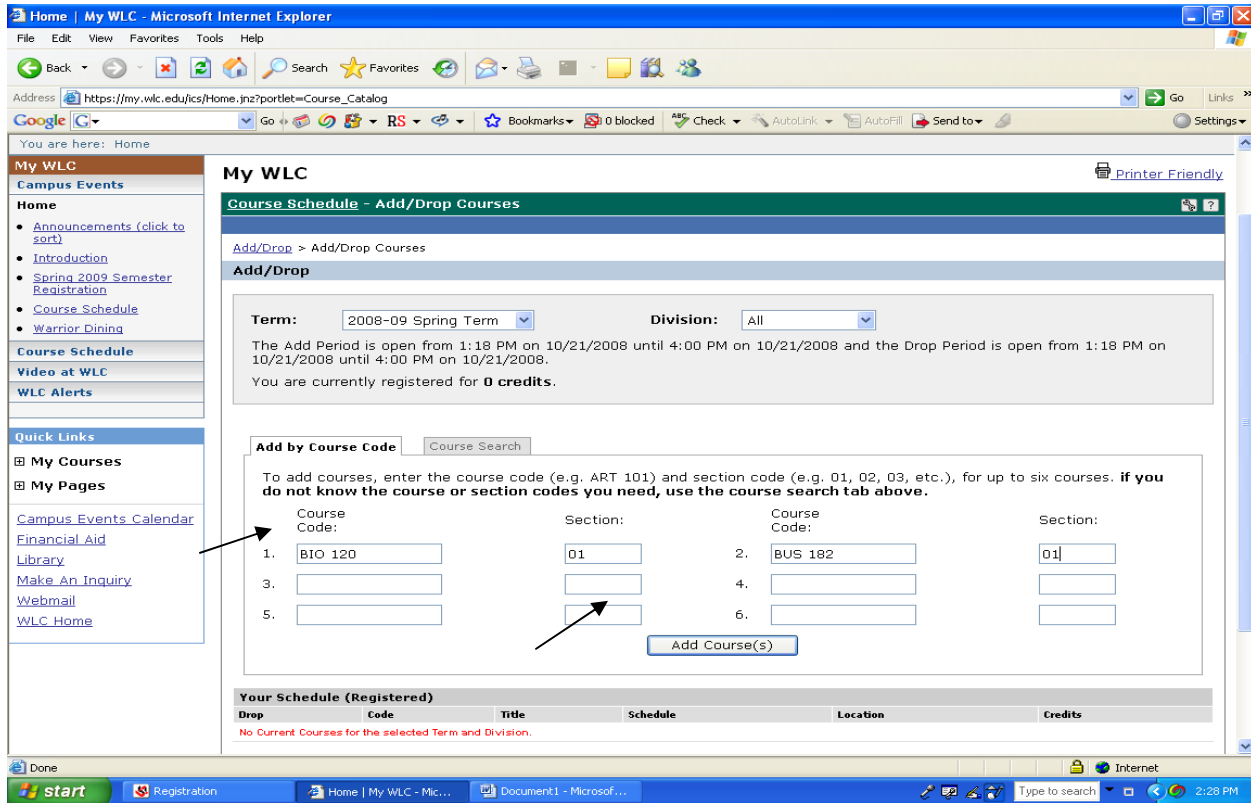 Home | My WLC - Microsoft Internet Explorer
File Edit View Favorites Tools Help
Back Search Favorites
Address https://my.wlc.edu/ics/Home.jnz?portlet=Course_Catalog Go Links »
Google G Go RS Bookmarks 0 blocked ABC Check AutoLink AutoFill Send to Settings
You are here: Home
My WLC
Campus Events
Home
Announcements (click to
sort)
Introduction
Spring 2009 Semester
Registration
Course Schedule
Warrior Dining
Course Schedule
Video at WLC
WLC Alerts
Quick Links
My Courses
My Pages
Campus Events Calendar
Financial Aid
Library
Make An Inquiry
Webmail
WLC Home
My WLC
Printer Friendly
Course Schedule - Add/Drop Courses ?
Add/Drop > Add/Drop Courses
Add/Drop
Term: 2008-09 Spring Term Division: All
The Add Period is open from 1:18 PM on 10/21/2008 until 4:00 PM on 10/21/2008 and the Drop Period is open from 1:18 PM on
10/21/2008 until 4:00 PM on 10/21/2008.
You are currently registered for 0 credits.
Add by Course Code Course Search
To add courses, enter the course code (e.g. ART 101) and section code (e.g. 01, 02, 03, etc.), for up to six courses. if you
do not know the course or section codes you need, use the course search tab above.
Course
Code: Section: Course
Code: Section:
1. BIO 120 01 2. BUS 182 01
3. 4.
5. 6.
Add Course(s)
Your Schedule (Registered)
Drop Code Title Schedule Location Credits
No Current Courses for the selected Term and Division.
Done Internet
start Registration Home | My WLC - Mic... Document1 - Microsof... Type to search 2:28 PM